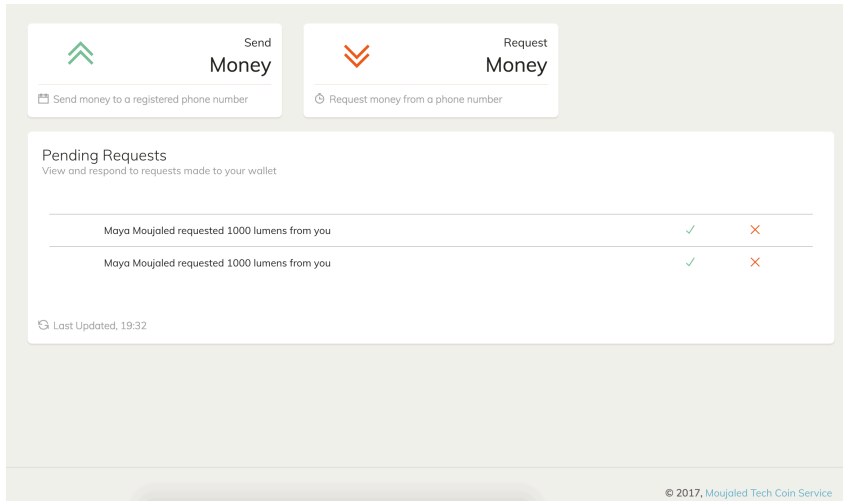 Send
Money
Send money to a registered phone number
Request
Money
Request money from a phone number
Pending Requests
View and respond to requests made to your wallet
Maya Moujaled requested 1000 lumens from you
Maya Moujaled requested 1000 lumens from you
Last Updated, 19:32
© 2017, Moujaled Tech Coin Service